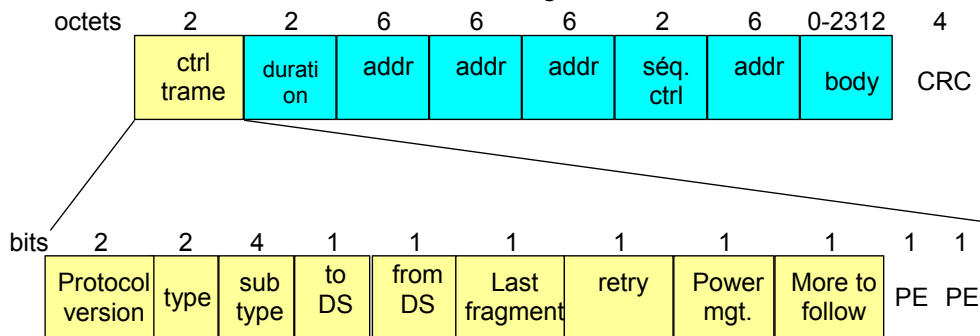 octets 2 2 6 6 6 2 6 0-2312 4
ctrl
trame
durati
on
addr
addr
addr
séq.
ctrl
addr
body
CRC
bits 2 2 4 1 1 1 1 1 1 1 1
Protocol
version
type
sub
type
to
DS
from
DS
Last
fragment
retry
Power
mgt.
More to
follow
PE
PE